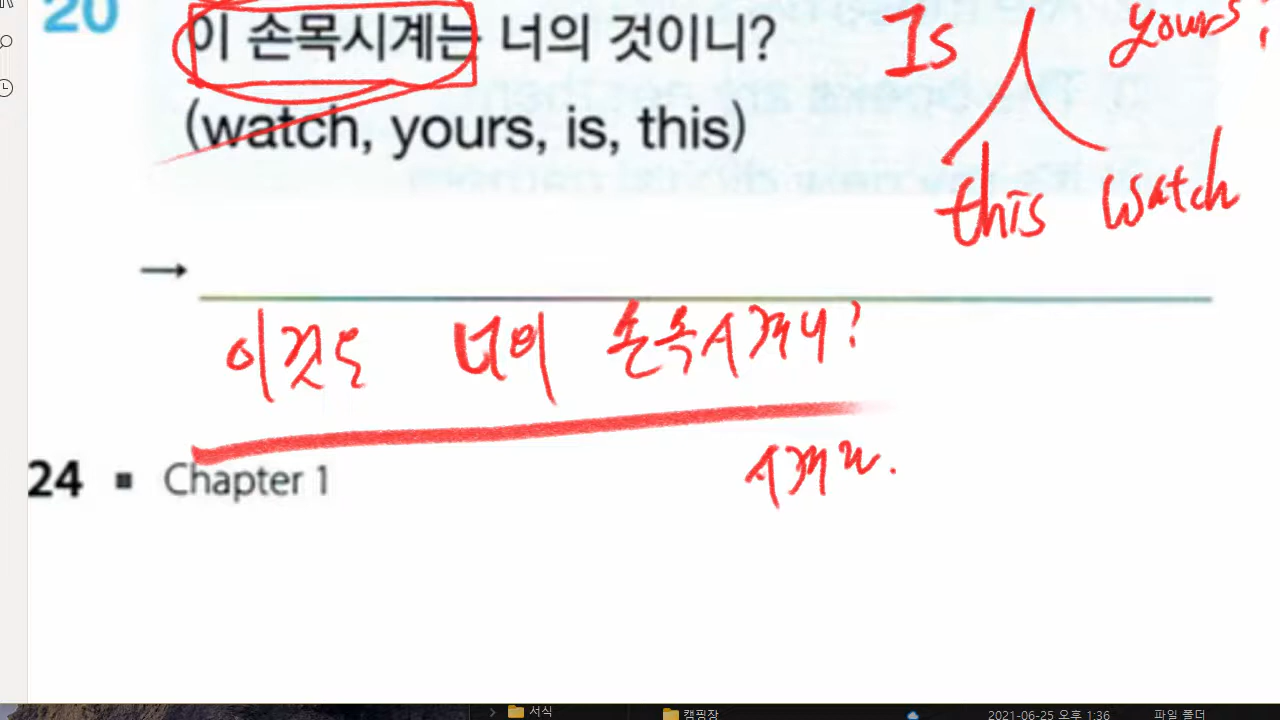 20
이 손목시계는 너의 것이니?
(watch, yours, is, this)
Is yours?
this watch
→
이것은 너의 손목시계니?
시계니.
24 ■ Chapter 1
서식
캠핑장
2021-06-25 오후 1:36
파일 폴더